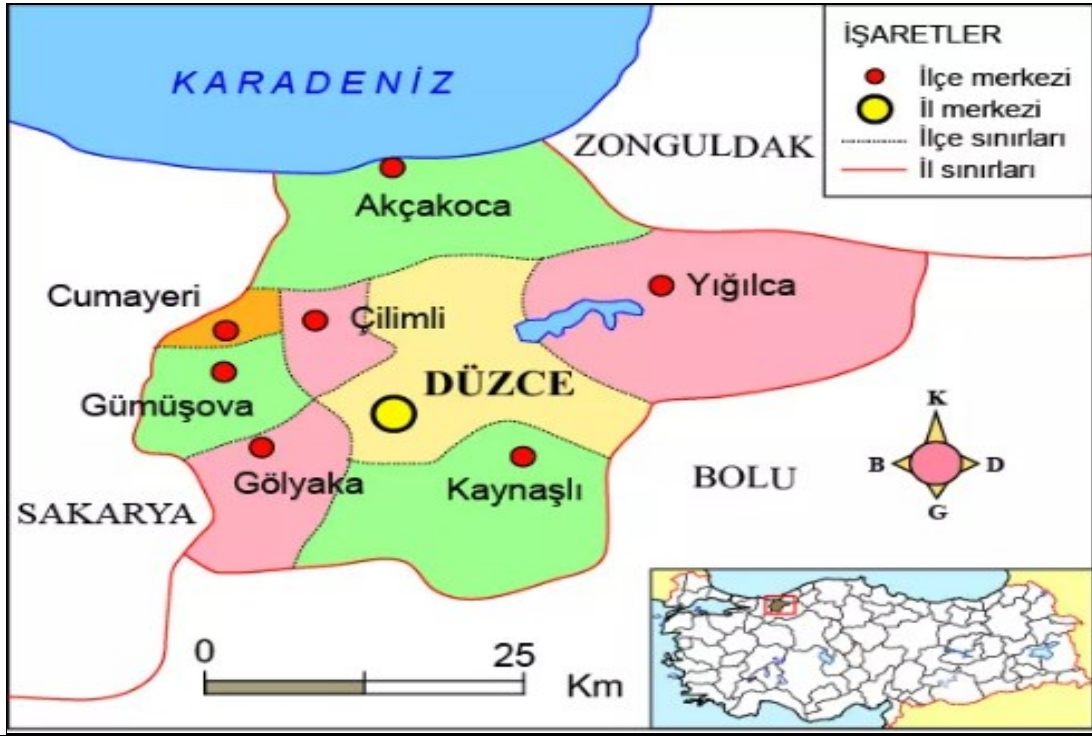 KARADENİZ
İŞARETLER
İlçe merkezi
İl merkezi
İlçe sınırları
İl sınırları
ZONGULDAK
Akçakoca
Cumayeri
Çilimli
Yığılca
DÜZCE
Gümüşova
Gölyaka
Kaynaşlı
SAKARYA
BOLU
K
B
D
G
0
25
Km